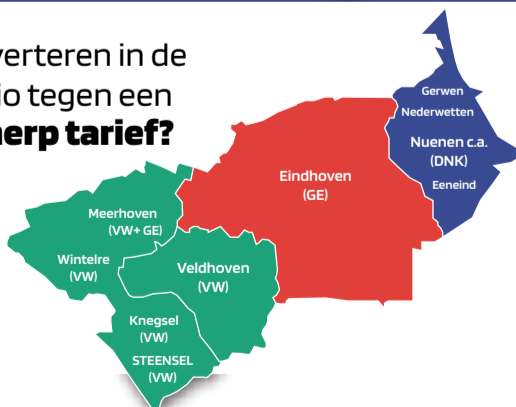 verteren in de
io tegen een
erp tarief?
Gerwen
Nederwetten
Nuenen c.a.
(DNK)
Eeneind
Eindhoven
(GE)
Meerhoven
(VW+ GE)
Wintelre
(VW)
Veldhoven
(VW)
Knegsel
(VW)
STEENSEL
(VW)